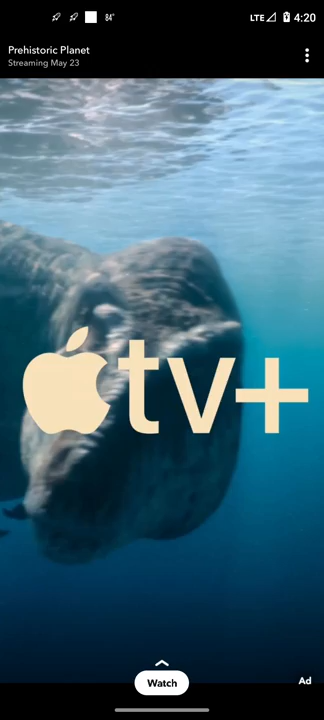 84°
LTE
4:20
Prehistoric Planet
Streaming May 23
tv+
Watch
Ad